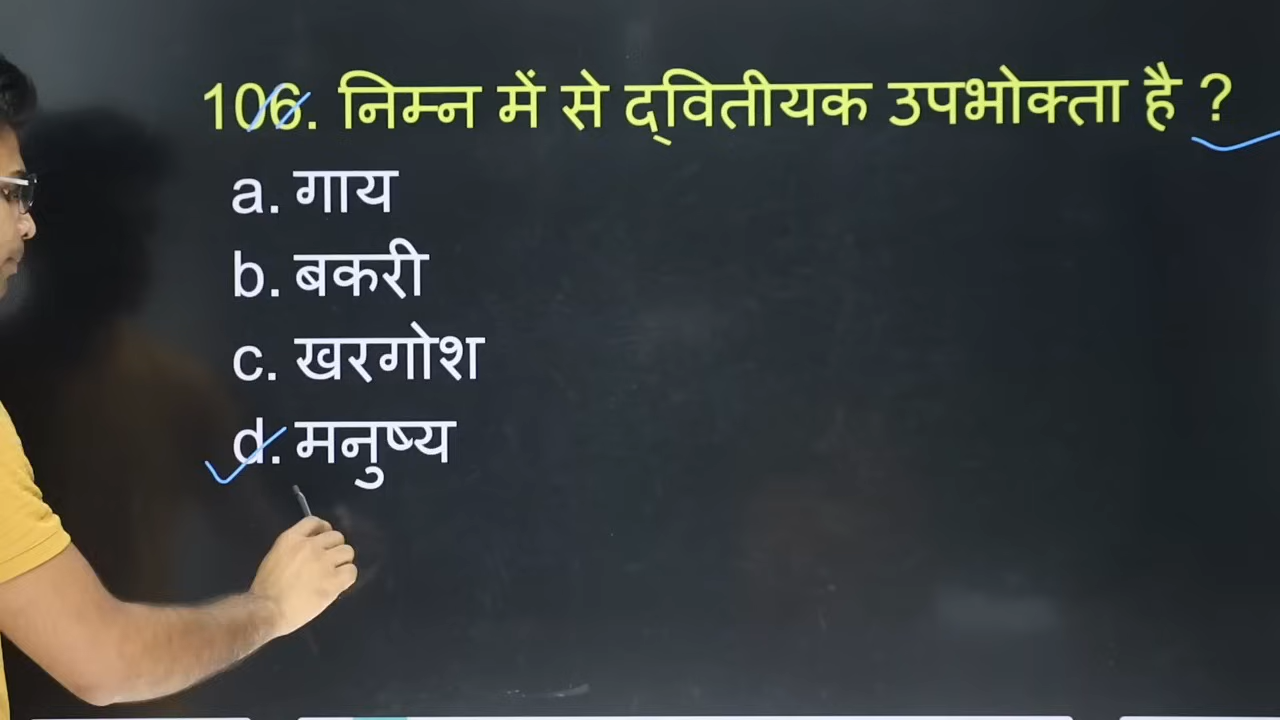 106. निम्न में से द्वितीयक उपभोक्ता है ?
a. गाय
b. बकरी
c. खरगोश
d. मनुष्य